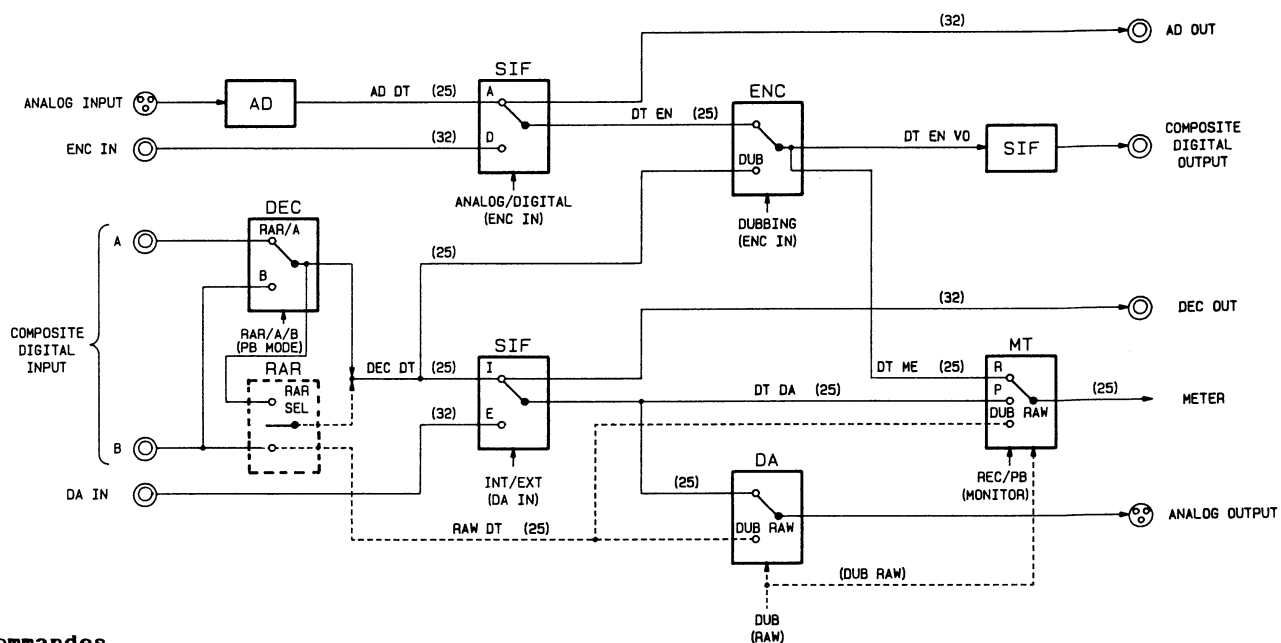 (32)
AD OUT
SIF
ANALOG INPUT
AD
AD DT (25)
A
ENC
DT EN (25)
ENC IN
(32)
D
DT EN VO
SIF
COMPOSITE
DIGITAL
OUTPUT
DUB
ANALOG/DIGITAL
(ENC IN)
DUBBING
(ENC IN)
DEC
RAR/A
A
B
(25)
(32)
DEC OUT
COMPOSITE
DIGITAL
INPUT
RAR/A/B
(PB MODE)
RAR
SIF
MT
DEC DT (25)
I
DT ME (25)
R
RAR
SEL
DT DA (25)
P
(25)
METER
(32)
E
DUB RAW
B
DA IN
INT/EXT
(DA IN)
DA
(25)
REC/PB
(MONITOR)
RAW DT (25)
DUB RAW
ANALOG OUTPUT
(DUB RAW)
DUB
(RAW)